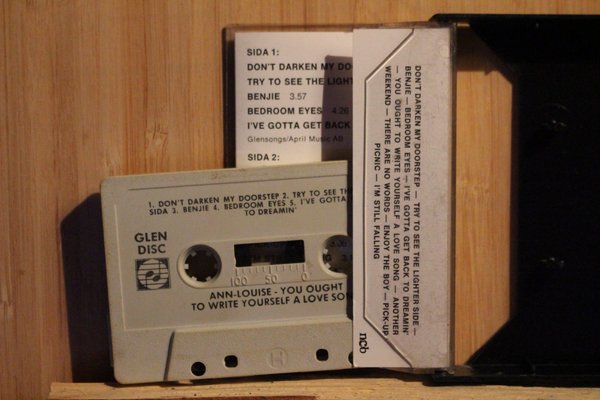 SIDA 1:
DON'T DARKEN MY DO
TRY TO SEE THE LIGHTER
BENJIE 3.57
BEDROOM EYES 4.26
I'VE GOTTA GET BACK
Glensongs/April Music AB
SIDA 2:
DON'T DARKEN MY DOORSTEP — TRY TO SEE THE LIGHTER SIDE —
BENJIE — BEDROOM EYES — I'VE GOTTA GET BACK TO DREAMIN'
— YOU OUGHT TO WRITE YOURSELF A LOVE SONG — ANOTHER
WEEKEND — THERE ARE NO WORDS — ENJOY THE BOY — PICK-UP
PICNIC — I'M STILL FALLING
ncb
1. DON'T DARKEN MY DOORSTEP 2. TRY TO SEE TH
SIDA 3. BENJIE 4. BEDROOM EYES 5. I'VE GOTTA
TO DREAMIN'
GLEN
DISC
100 50 0
ANN-LOUISE - YOU OUGHT
TO WRITE YOURSELF A LOVE SON